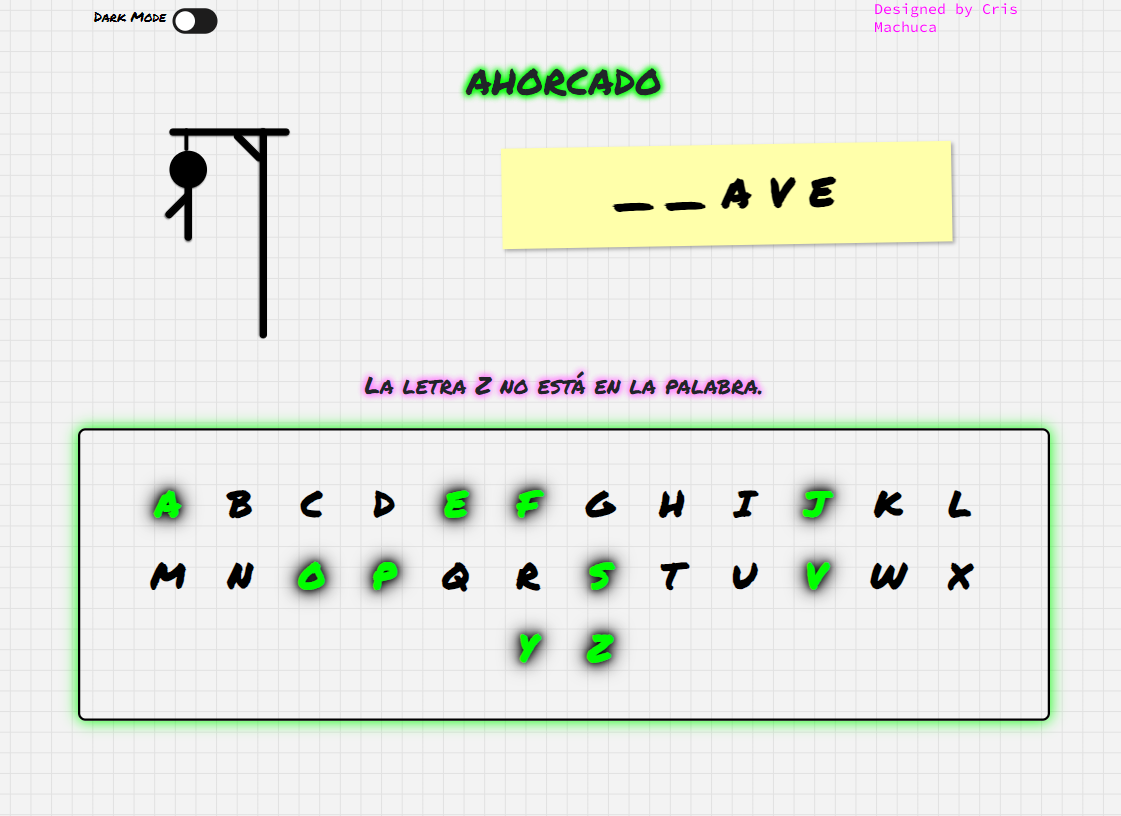 Dark Mode
Designed by Cris
Machuca
AHORCADO
_ _ A V E
La letra Z no está en la palabra.
A B C D E F G H I J K L
M N O P Q R S T U V W X
Y Z